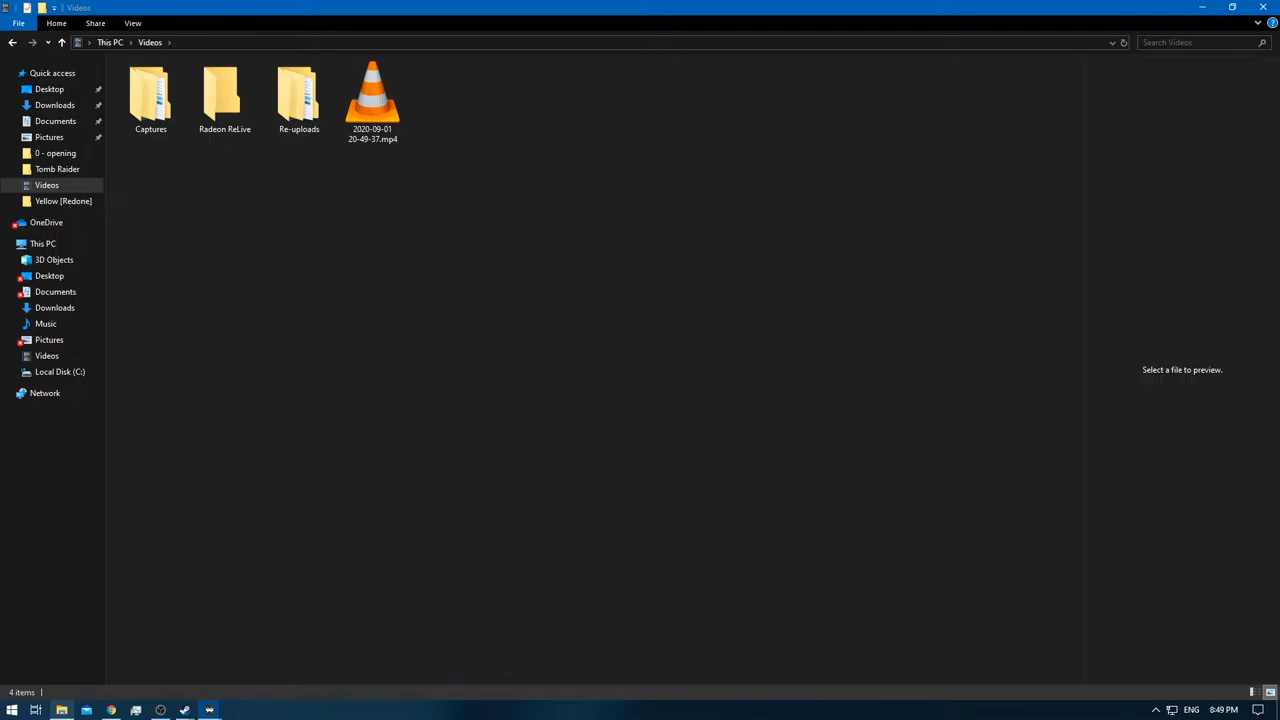 Videos
File Home Share View
This PC Videos
Search Videos
Quick access
Desktop
Downloads
Documents
Pictures
0 - opening
Tomb Raider
Videos
Yellow [Redone]
OneDrive
This PC
3D Objects
Desktop
Documents
Downloads
Music
Pictures
Videos
Local Disk (C:)
Network
Captures
Radeon ReLive
Re-uploads
2020-09-01
20-49-37.mp4
Select a file to preview.
4 items
ENG 8:49 PM